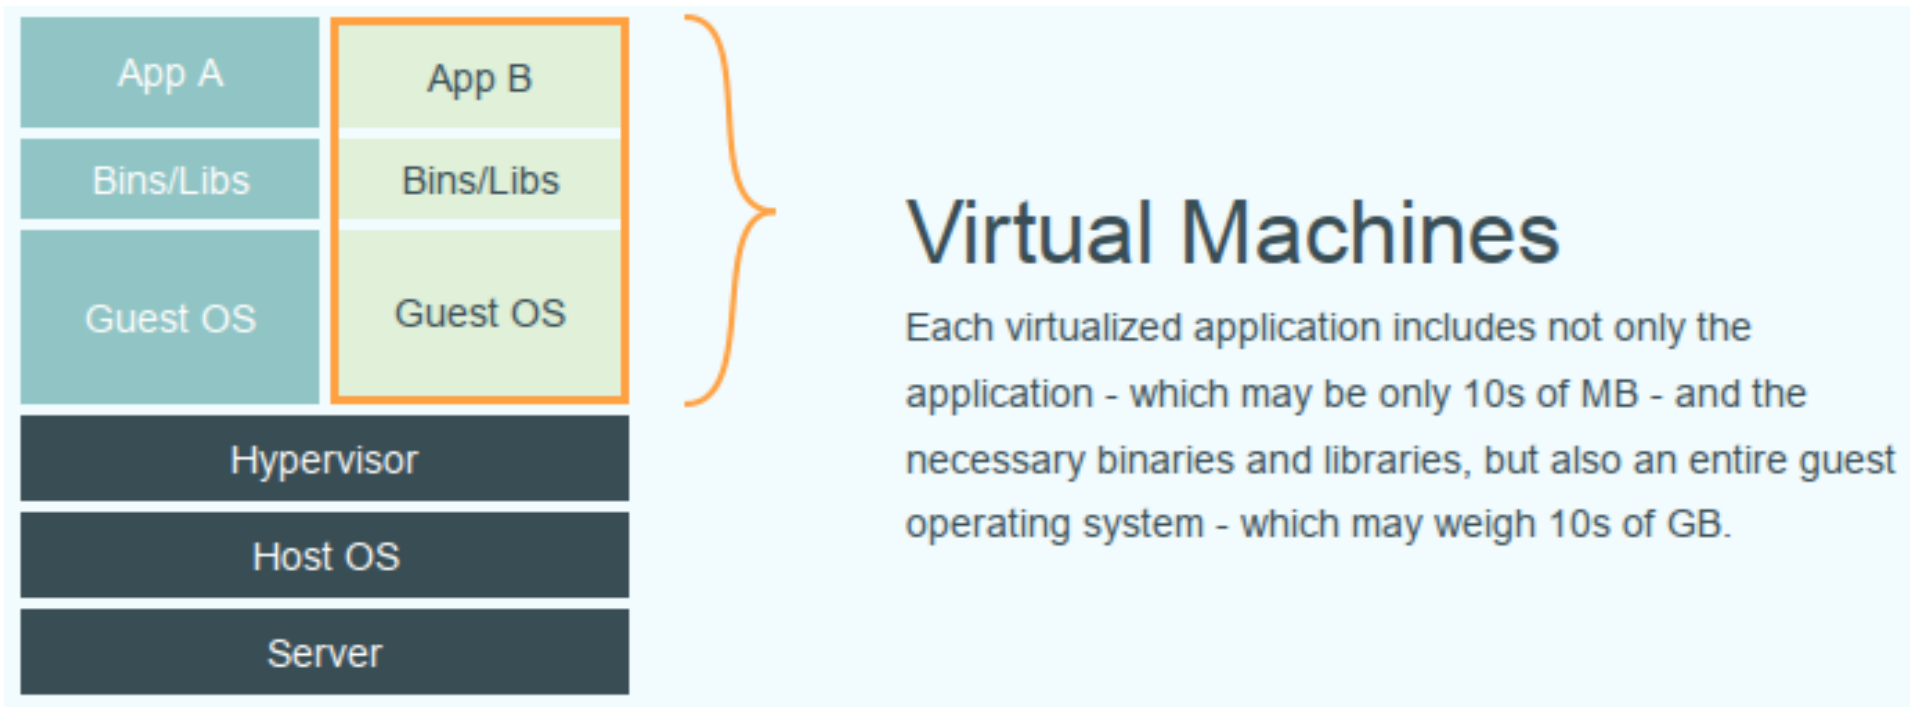 App A
App B
Bins/Libs
Bins/Libs
Guest OS
Guest OS
Hypervisor
Host OS
Server
Virtual Machines
Each virtualized application includes not only the
application - which may be only 10s of MB - and the
necessary binaries and libraries, but also an entire guest
operating system - which may weigh 10s of GB.